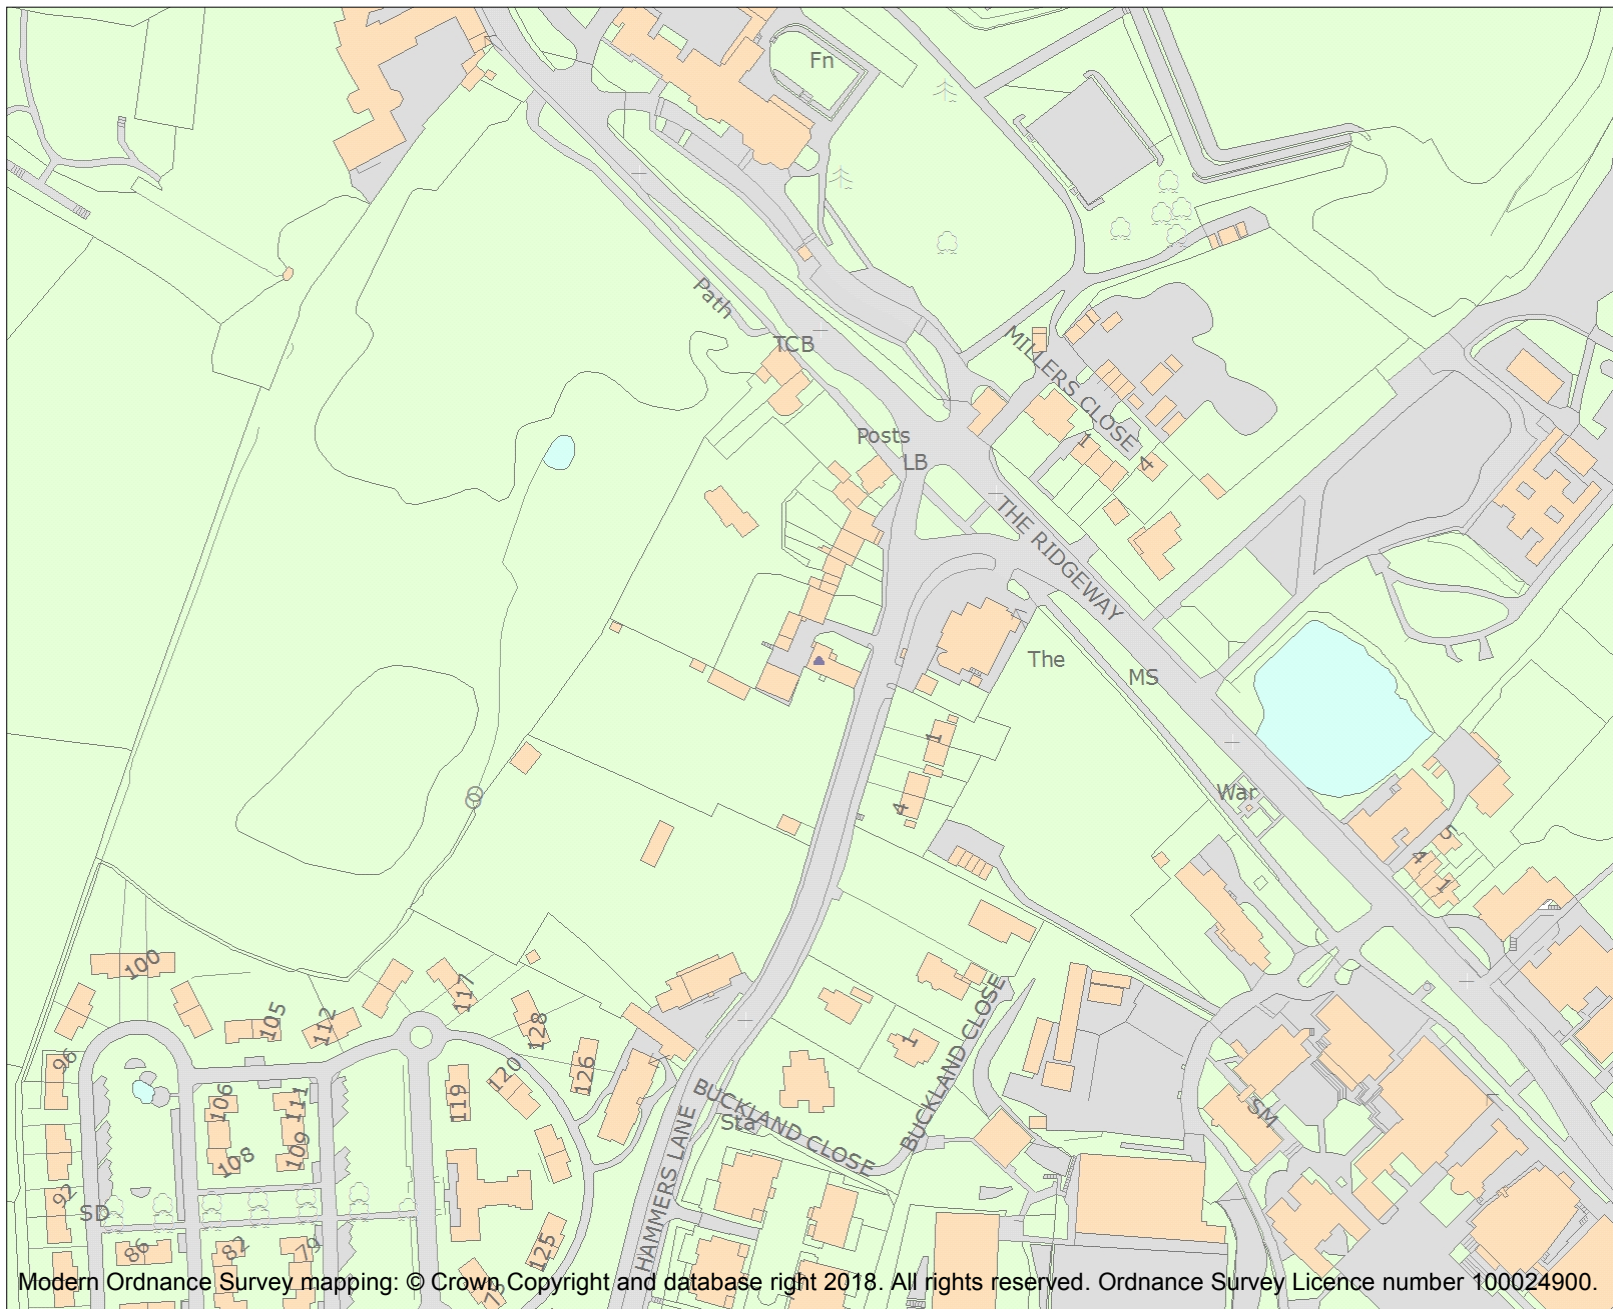 Fn
Path
TCB
MILLERS CLOSE
Posts
1
LB
4
THE RIDGEWAY
The
MS
1
War
4
5
4
1
100
117
105
112
128
BUCKLAND CLOSE
1
96
120
126
106
111
119
BUCKLAND CLOSE
Sta
SM
109
108
92
SD
HAMMERS LANE
86
82
79
125
Modern Ordnance Survey mapping: © Crown Copyright and database right 2018. All rights reserved. Ordnance Survey Licence number 100024900.